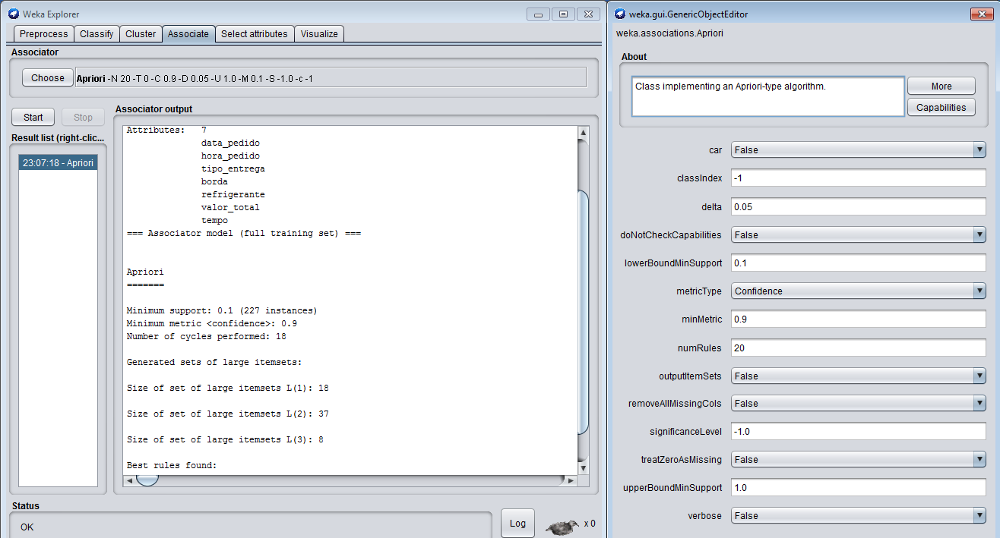 Weka Explorer
Preprocess Classify Cluster Associate Select attributes Visualize
Associator
Choose Apriori -N 20 -T 0 -C 0.9 -D 0.05 -U 1.0 -M 0.1 -S -1.0 -c -1
Start Stop
Result list (right-clic...
23:07:18 - Apriori
Associator output
Attributes: 7
data_pedido
hora_pedido
tipo_entrega
borda
refrigerante
valor_total
tempo
=== Associator model (full training set) ===
Apriori
=======
Minimum support: 0.1 (227 instances)
Minimum metric <confidence>: 0.9
Number of cycles performed: 18
Generated sets of large itemsets:
Size of set of large itemsets L(1): 18
Size of set of large itemsets L(2): 37
Size of set of large itemsets L(3): 8
Best rules found:
Status
OK
Log x 0
weka.gui.GenericObjectEditor
weka.associations.Apriori
About
Class implementing an Apriori-type algorithm.
More
Capabilities
car False
classIndex -1
delta 0.05
doNotCheckCapabilities False
lowerBoundMinSupport 0.1
metricType Confidence
minMetric 0.9
numRules 20
outputItemSets False
removeAllMissingCols False
significanceLevel -1.0
treatZeroAsMissing False
upperBoundMinSupport 1.0
verbose False